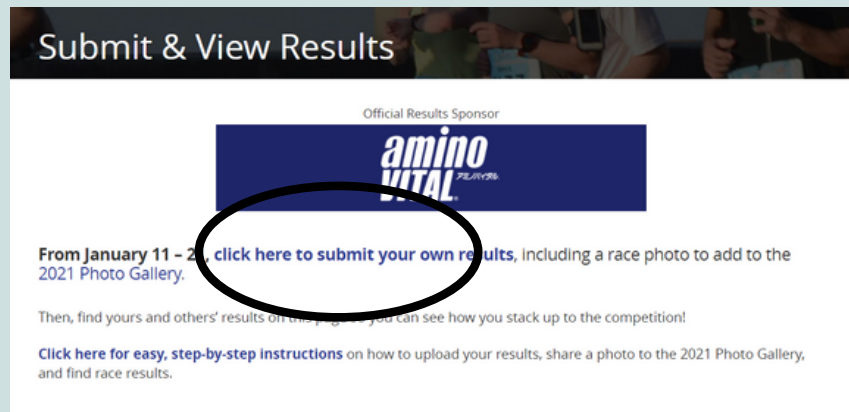 Submit & View Results
Official Results Sponsor
amino
VITAL アミノバイタル
From January 11 – 2 , click here to submit your own results, including a race photo to add to the
2021 Photo Gallery.
Then, find yours and others' results on this page so you can see how you stack up to the competition!
Click here for easy, step-by-step instructions on how to upload your results, share a photo to the 2021 Photo Gallery,
and find race results.